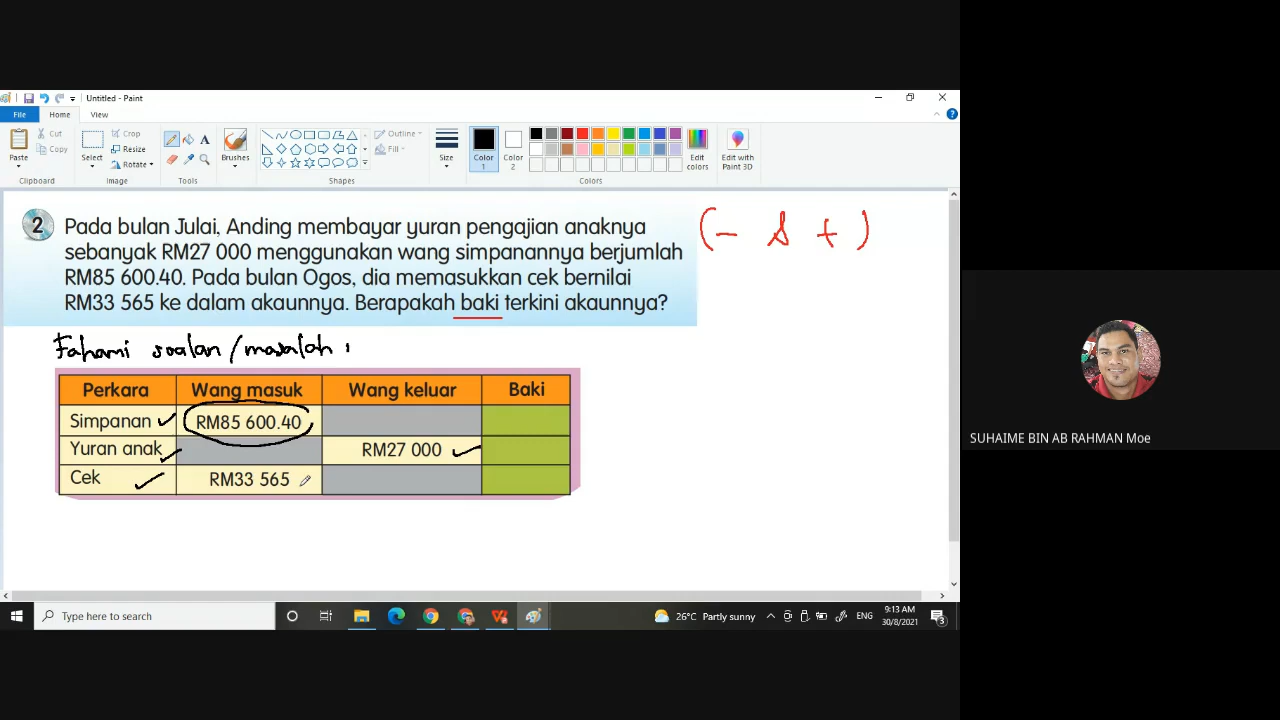 Untitled - Paint
File Home View
Paste
Cut
Copy
Clipboard
Select
Crop
Resize
Rotate
Image
Tools
Brushes
Shapes
Outline
Fill
Size
Color 1
Color 2
Colors
Edit colors
Edit with Paint 3D
2 Pada bulan Julai, Anding membayar yuran pengajian anaknya
sebanyak RM27 000 menggunakan wang simpanannya berjumlah
RM85 600.40. Pada bulan Ogos, dia memasukkan cek bernilai
RM33 565 ke dalam akaunnya. Berapakah baki terkini akaunnya?
( - & + )
Fahami soalan / masalah :
Perkara Wang masuk Wang keluar Baki
Simpanan RM85 600.40
Yuran anak RM27 000
Cek RM33 565
SUHAIME BIN AB RAHMAN Moe
Type here to search
26°C Partly sunny
ENG
9:13 AM
30/8/2021
3